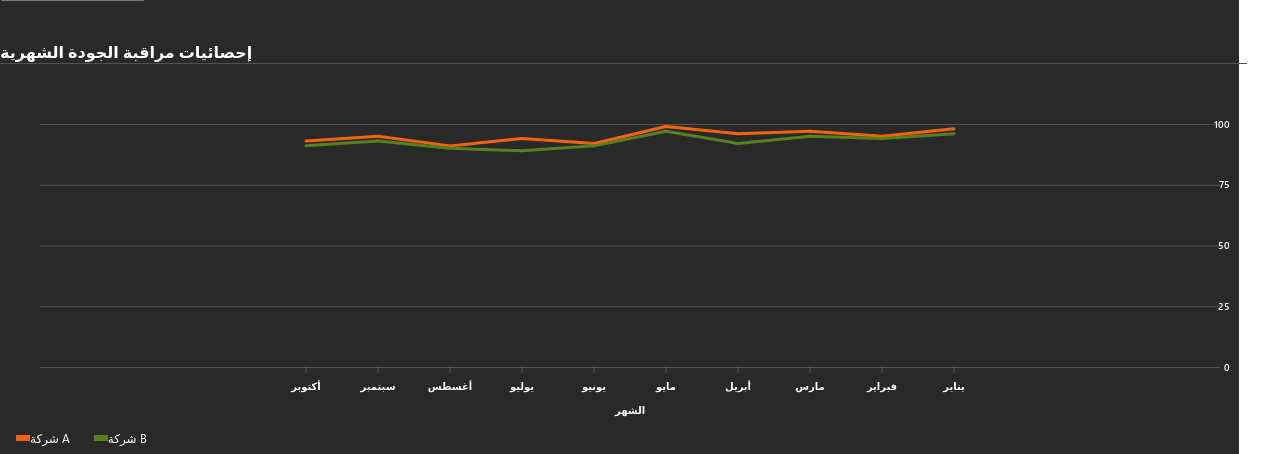 إحصائيات مراقبة الجودة الشهرية
100
75
50
25
0
يناير فبراير مارس أبريل مايو يونيو يوليو أغسطس سبتمبر أكتوبر
الشهر
شركة A
شركة B